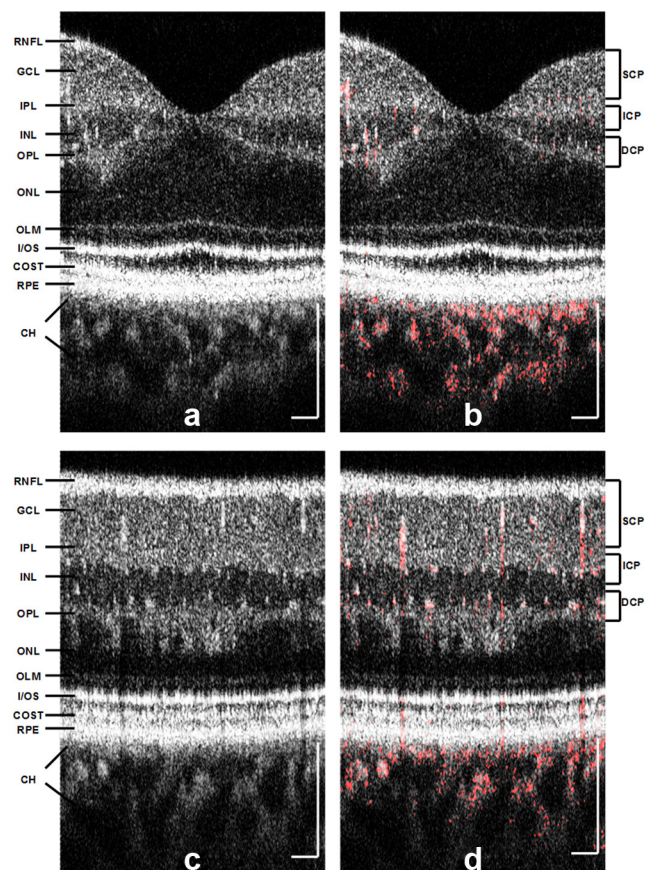 RNFL
GCL
IPL
INL
OPL
ONL
OLM
I/OS
COST
RPE
CH
a
b
SCP
ICP
DCP
RNFL
GCL
IPL
INL
OPL
ONL
OLM
I/OS
COST
RPE
CH
c
d
SCP
ICP
DCP